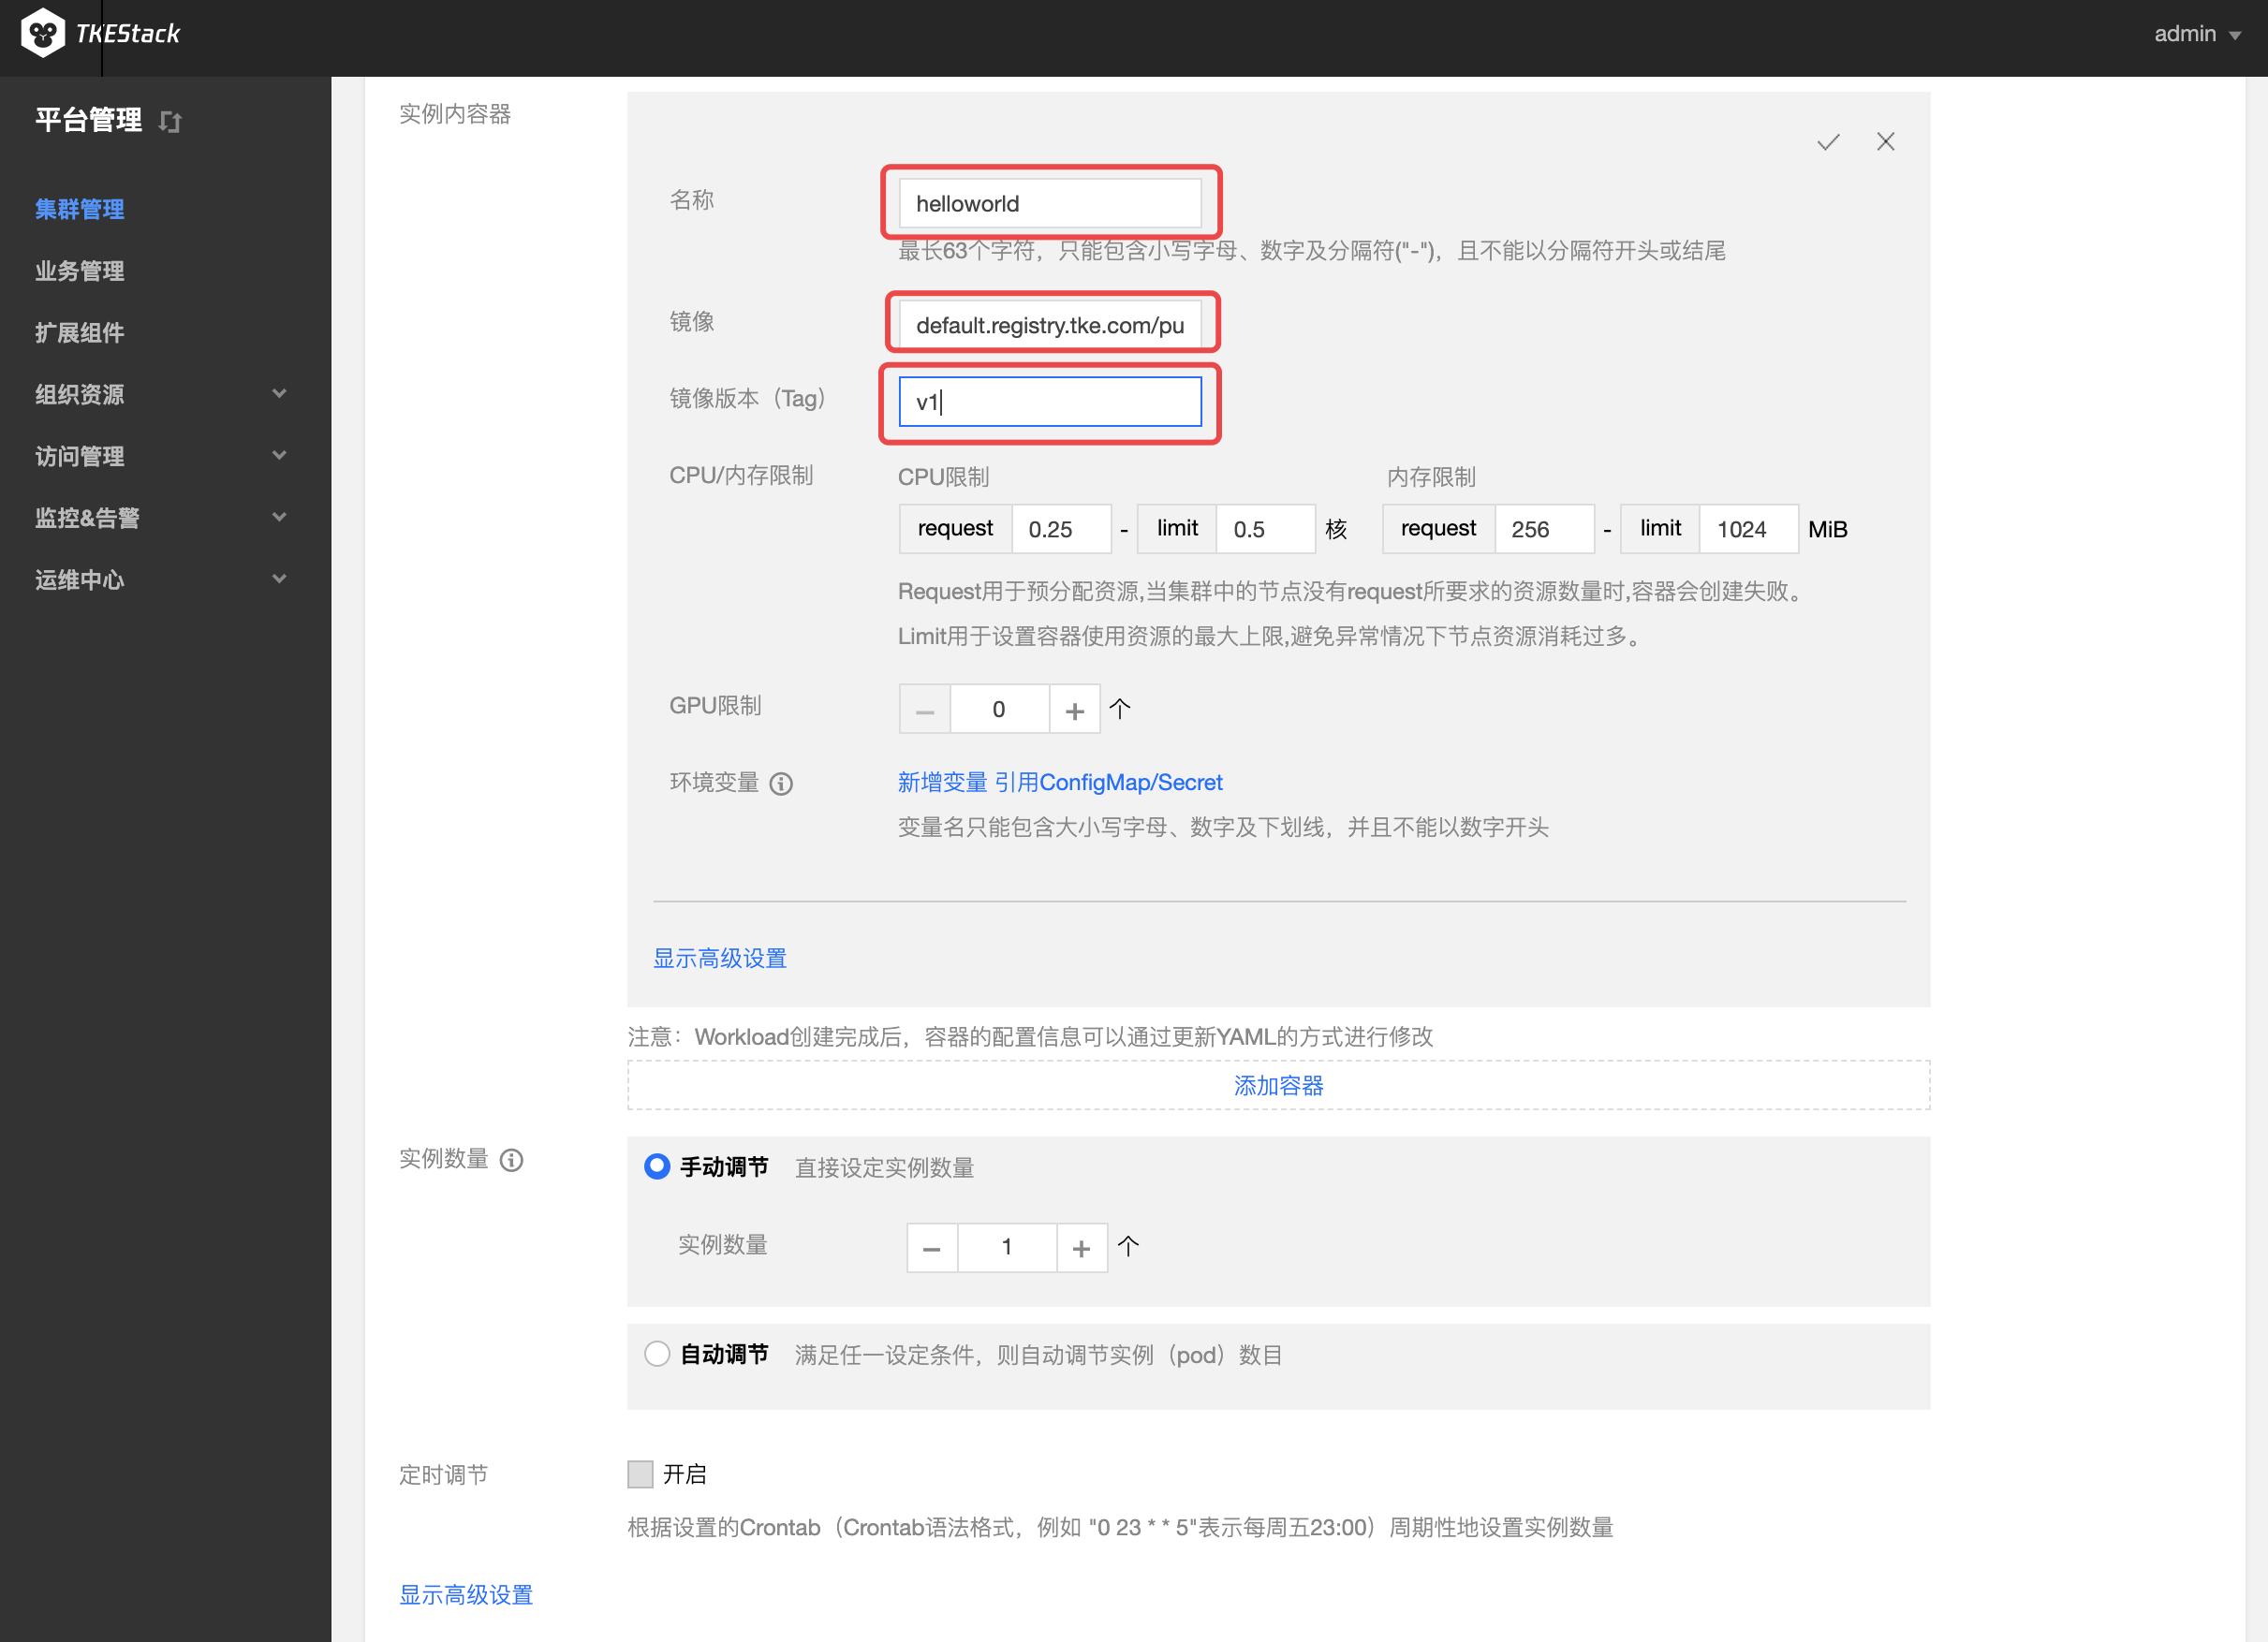 TKEStack
admin
平台管理
集群管理
业务管理
扩展组件
组织资源
访问管理
监控&告警
运维中心
实例内容器
名称
helloworld
最长63个字符，只能包含小写字母、数字及分隔符("-")，且不能以分隔符开头或结尾
镜像
default.registry.tke.com/pu
镜像版本（Tag）
v1
CPU/内存限制
CPU限制
内存限制
request 0.25 - limit 0.5 核 request 256 - limit 1024 MiB
Request用于预分配资源,当集群中的节点没有request所要求的资源数量时,容器会创建失败。
Limit用于设置容器使用资源的最大上限,避免异常情况下节点资源消耗过多。
GPU限制
0 个
环境变量
新增变量 引用ConfigMap/Secret
变量名只能包含大小写字母、数字及下划线，并且不能以数字开头
显示高级设置
注意：Workload创建完成后，容器的配置信息可以通过更新YAML的方式进行修改
添加容器
实例数量
手动调节 直接设定实例数量
实例数量
1 个
自动调节 满足任一设定条件，则自动调节实例（pod）数目
定时调节
开启
根据设置的Crontab（Crontab语法格式，例如 "0 23 * * 5"表示每周五23:00）周期性地设置实例数量
显示高级设置